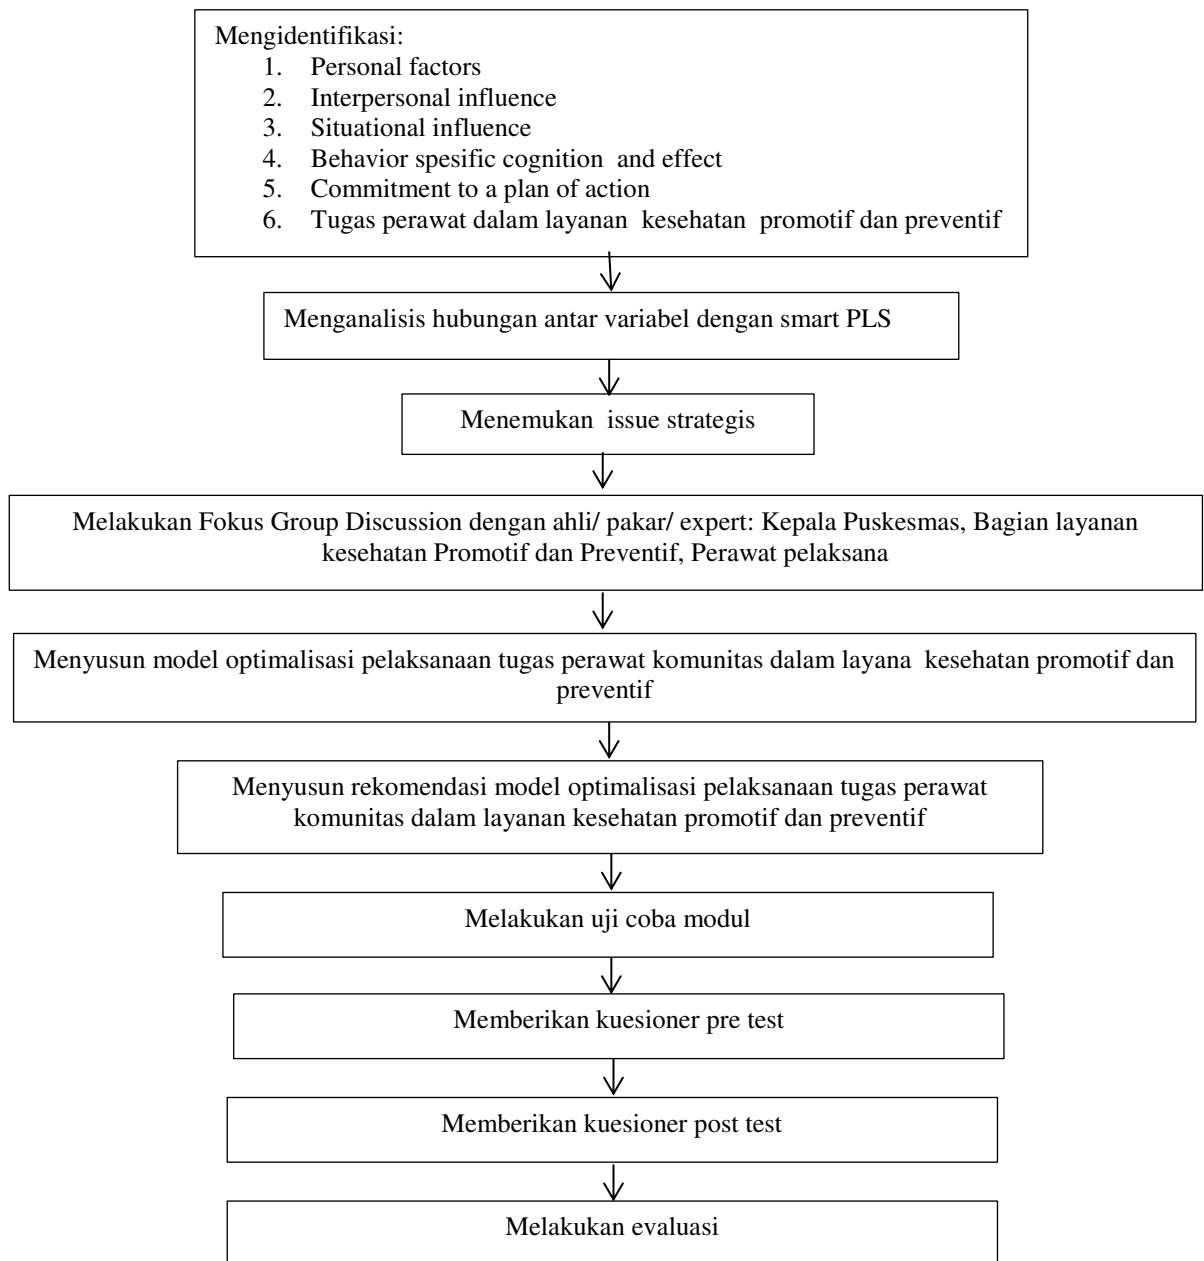 Mengidentifikasi:
1. Personal factors
2. Interpersonal influence
3. Situational influence
4. Behavior spesific cognition and effect
5. Commitment to a plan of action
6. Tugas perawat dalam layanan kesehatan promotif dan preventif
Menganalisis hubungan antar variabel dengan smart PLS
Menemukan issue strategis
Melakukan Fokus Group Discussion dengan ahli/ pakar/ expert: Kepala Puskesmas, Bagian layanan
kesehatan Promotif dan Preventif, Perawat pelaksana
Menyusun model optimalisasi pelaksanaan tugas perawat komunitas dalam layana kesehatan promotif dan
preventif
Menyusun rekomendasi model optimalisasi pelaksanaan tugas perawat
komunitas dalam layanan kesehatan promotif dan preventif
Melakukan uji coba modul
Memberikan kuesioner pre test
Memberikan kuesioner post test
Melakukan evaluasi